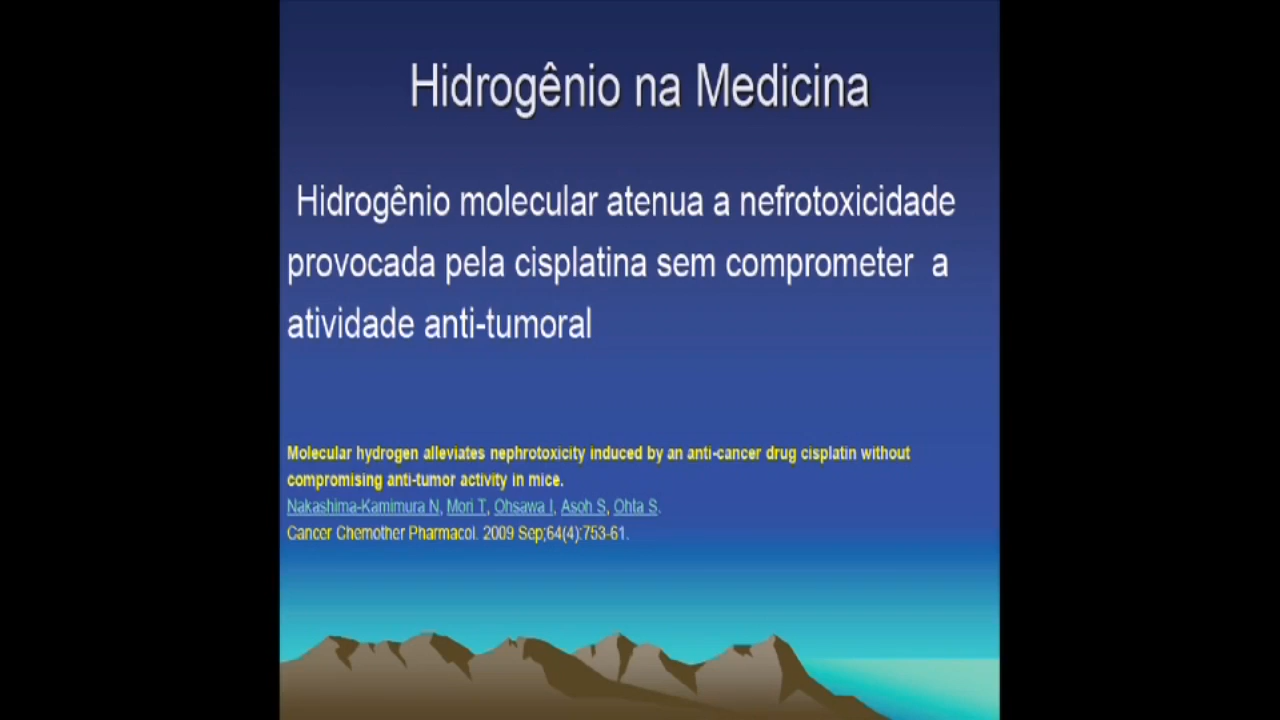 Hidrogênio na Medicina
Hidrogênio molecular atenua a nefrotoxicidade
provocada pela cisplatina sem comprometer a
atividade anti-tumoral
Molecular hydrogen alleviates nephrotoxicity induced by an anti-cancer drug cisplatin without
compromising anti-tumor activity in mice.
Nakashima-Kamimura N, Mori T, Ohsawa I, Asoh S, Ohta S.
Cancer Chemother Pharmacol. 2009 Sep;64(4):753-61.